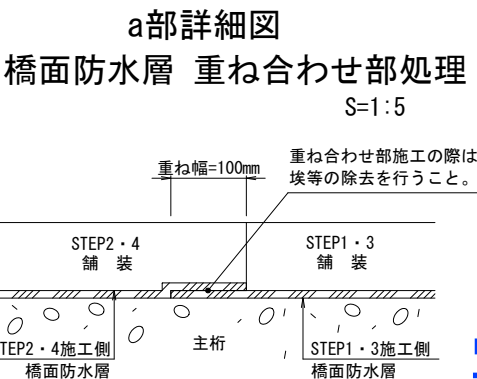 a部詳細図
橋面防水層 重ね合わせ部処理
S=1:5
重ね幅=100mm
重ね合わせ部施工の際は
埃等の除去を行うこと。
STEP2・4
舗 装
STEP1・3
舗 装
TEP2・4施工側
橋面防水層
主桁
STEP1・3施工側
橋面防水層